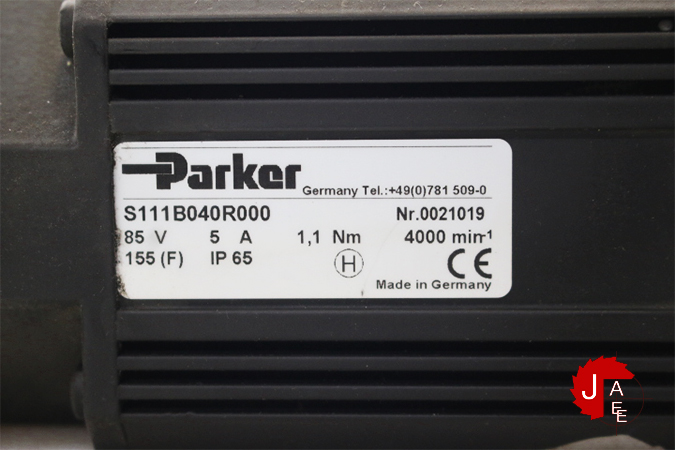 Parker
Germany Tel.:+49(0)781 509-0
S111B040R000 Nr.0021019
85 V 5 A 1,1 Nm 4000 min-1
155 (F) IP 65 H CE
Made in Germany
J
A
E
E